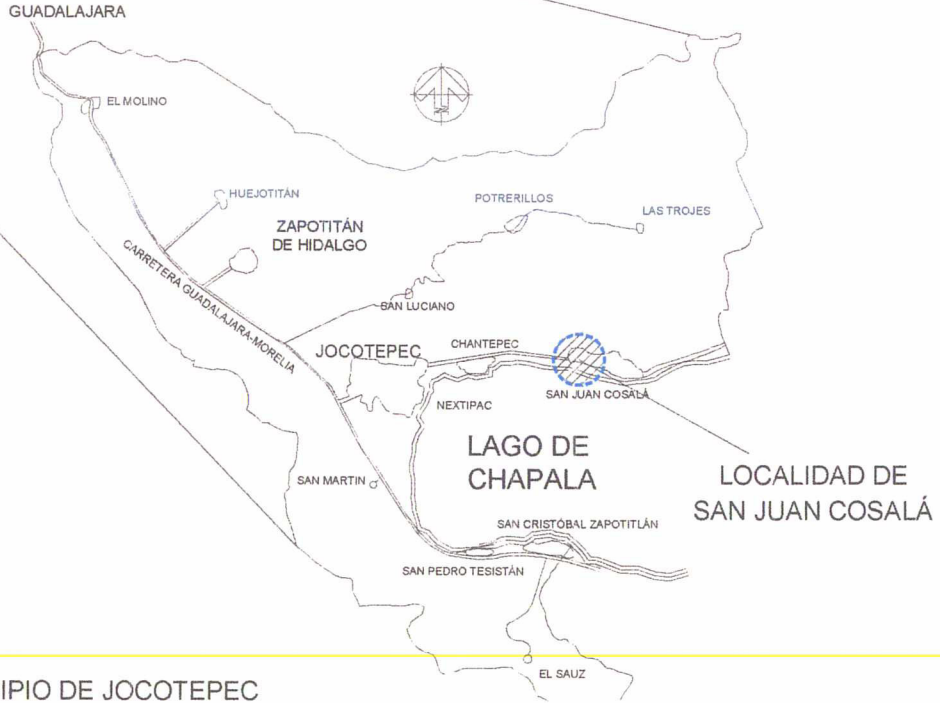 GUADALAJARA
EL MOLINO
N
HUEJOTITÁN
POTRERILLOS
LAS TROJES
ZAPOTITÁN
DE HIDALGO
CARRETERA GUADALAJARA-MORELIA
SAN LUCIANO
JOCOTEPEC
CHANTEPEC
SAN JUAN COSALÁ
NEXTIPAC
LAGO DE
CHAPALA
SAN MARTIN
LOCALIDAD DE
SAN JUAN COSALÁ
SAN CRISTÓBAL ZAPOTITLÁN
SAN PEDRO TESISTÁN
EL SAUZ
IPIO DE JOCOTEPEC